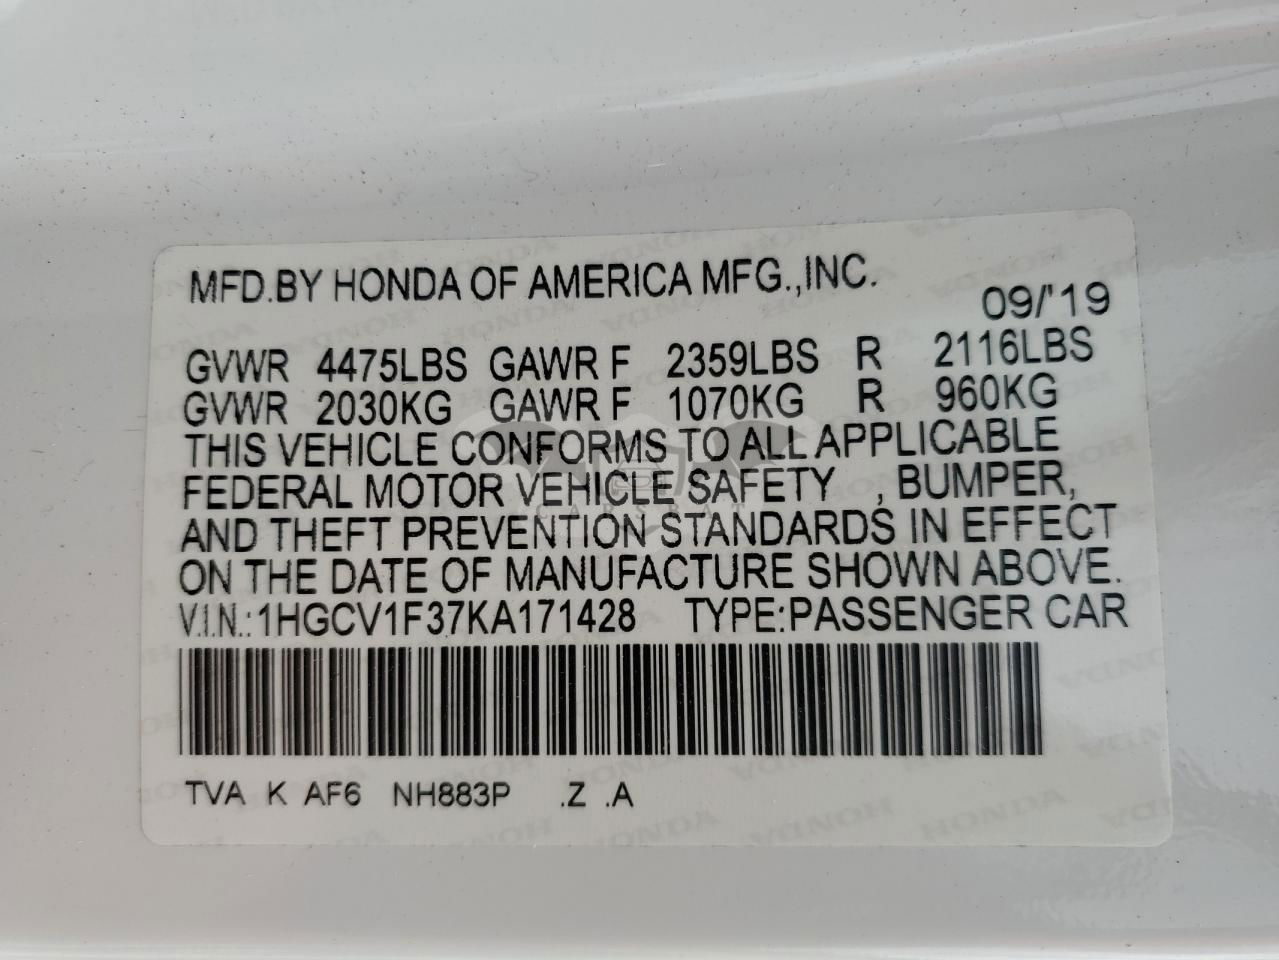 MFD.BY HONDA OF AMERICA MFG.,INC.
09/'19
GVWR 4475LBS GAWR F 2359LBS R 2116LBS
GVWR 2030KG GAWR F 1070KG R 960KG
THIS VEHICLE CONFORMS TO ALL APPLICABLE
FEDERAL MOTOR VEHICLE SAFETY , BUMPER,
AND THEFT PREVENTION STANDARDS IN EFFECT
ON THE DATE OF MANUFACTURE SHOWN ABOVE.
V.I.N.:1HGCV1F37KA171428 TYPE:PASSENGER CAR
TVA K AF6 NH883P .Z .A
CARSBAT
HONDA